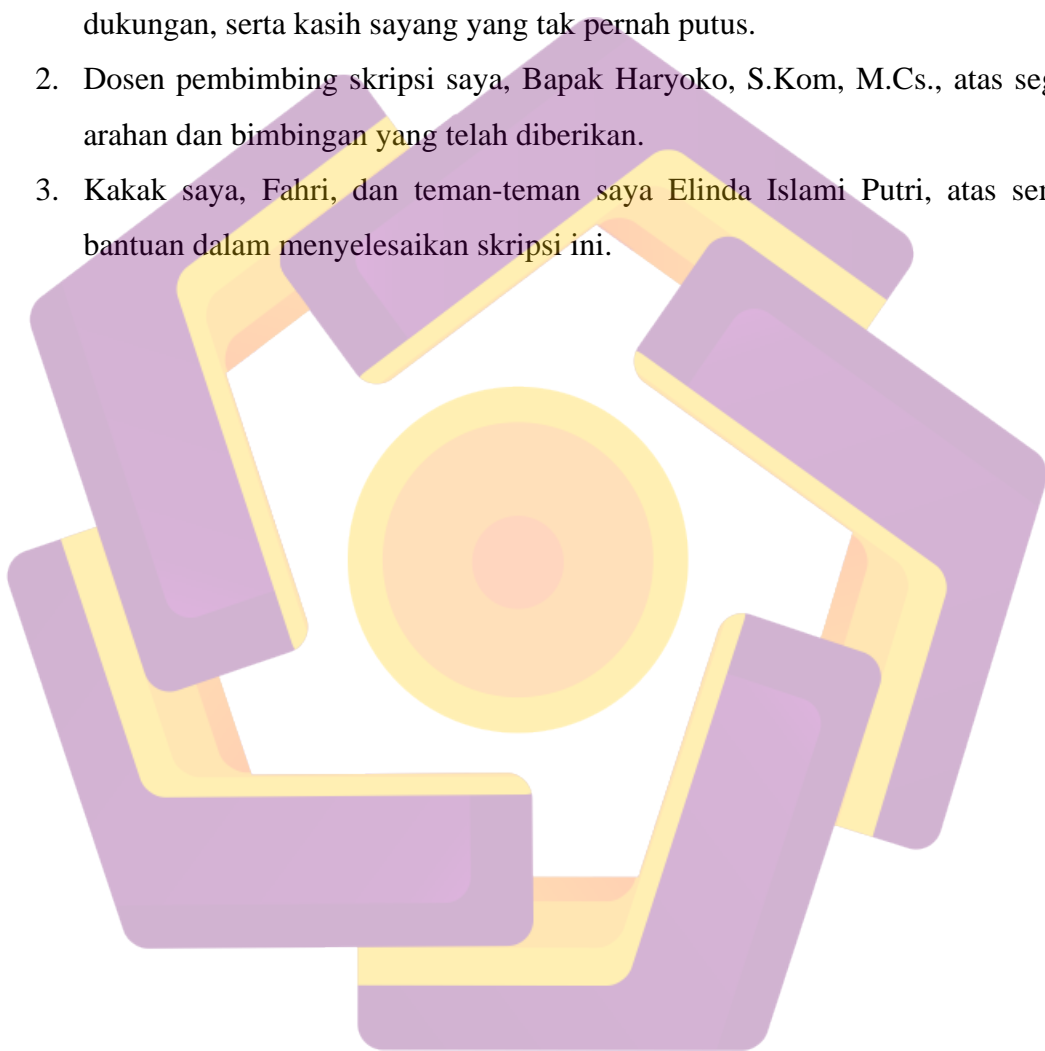 dukungan, serta kasih sayang yang tak pernah putus.
2. Dosen pembimbing skripsi saya, Bapak Haryoko, S.Kom, M.Cs., atas
arahan dan bimbingan yang telah diberikan.
3. Kakak saya, Fahri, dan teman-teman saya Elinda Islami Putri, atas
bantuan dalam menyelesaikan skripsi ini.